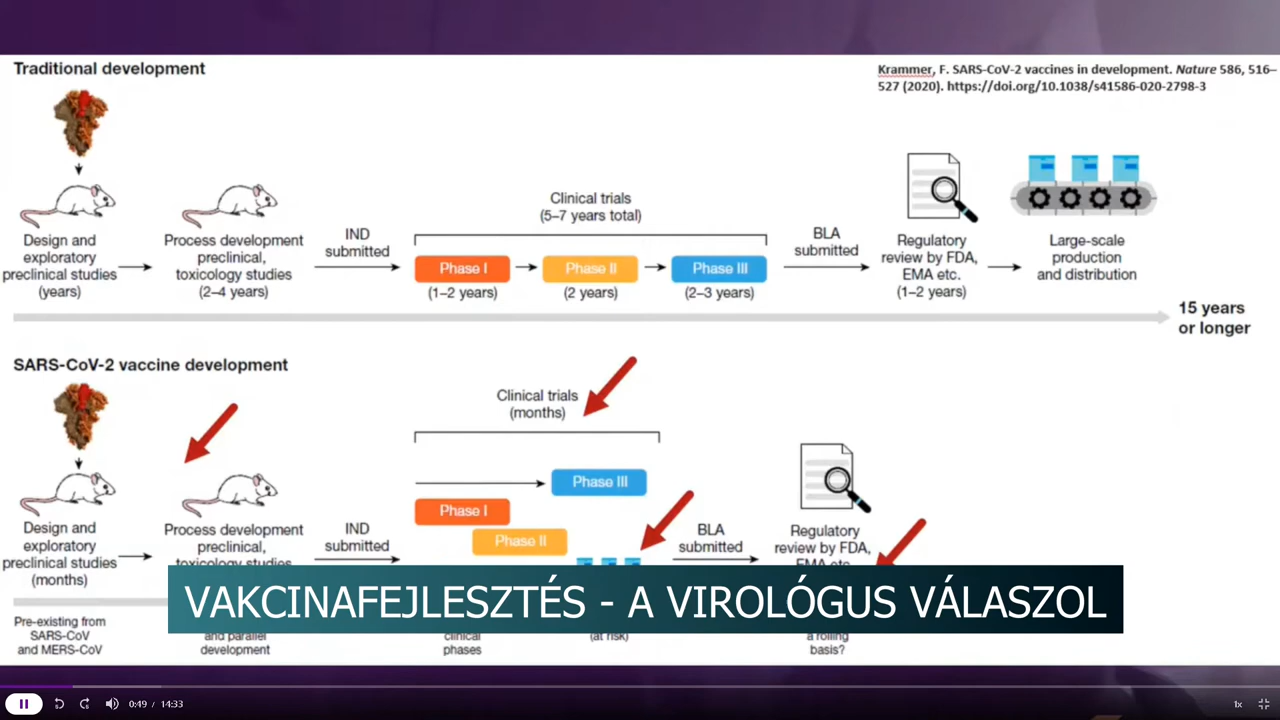 Traditional development
Krammer, F. SARS-CoV-2 vaccines in development. Nature 586, 516–
527 (2020). https://doi.org/10.1038/s41586-020-2798-3
Design and
exploratory
preclinical studies
(years)
Process development
preclinical,
toxicology studies
(2–4 years)
IND
submitted
Clinical trials
(5–7 years total)
Phase I
(1–2 years)
Phase II
(2 years)
Phase III
(2–3 years)
BLA
submitted
Regulatory
review by FDA,
EMA etc.
(1–2 years)
Large-scale
production
and distribution
15 years
or longer
SARS-CoV-2 vaccine development
Design and
exploratory
preclinical studies
(months)
Process development
preclinical,
toxicology studies
IND
submitted
Clinical trials
(months)
Phase III
Phase I
Phase II
BLA
submitted
Regulatory
review by FDA,
EMA etc.
VAKCINAFEJLESZTÉS - A VIROLÓGUS VÁLASZOL
Pre-existing from
SARS-CoV
and MERS-CoV
and parallel
development
clinical
phases
(at risk)
a rolling
basis?
0:49 / 14:33
1x